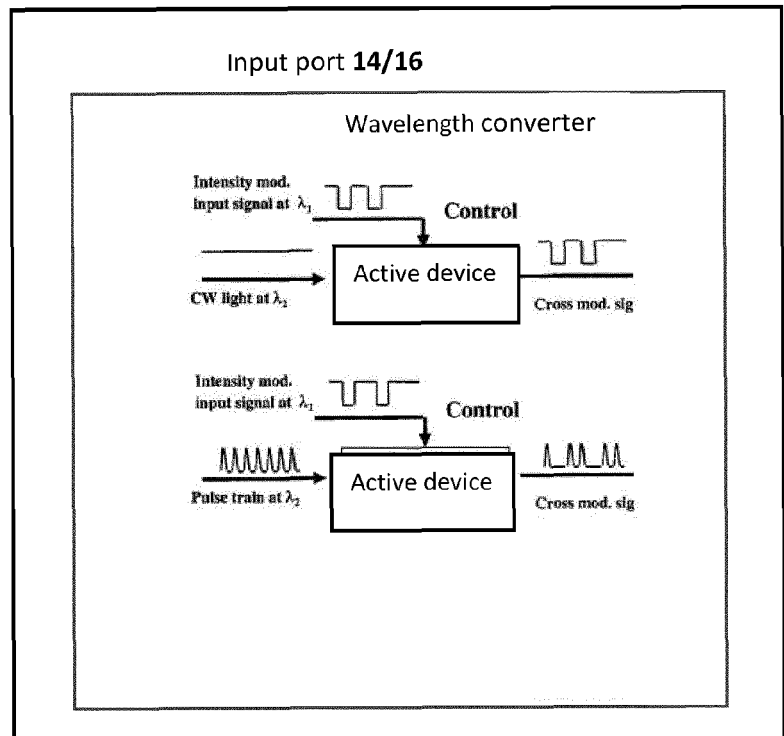 Input port 14/16
Wavelength converter
Intensity mod.
input signal at λ₁
Control
Active device
CW light at λ₂
Cross mod. sig
Intensity mod.
input signal at λ₁
Control
Active device
Pulse train at λ₂
Cross mod. sig